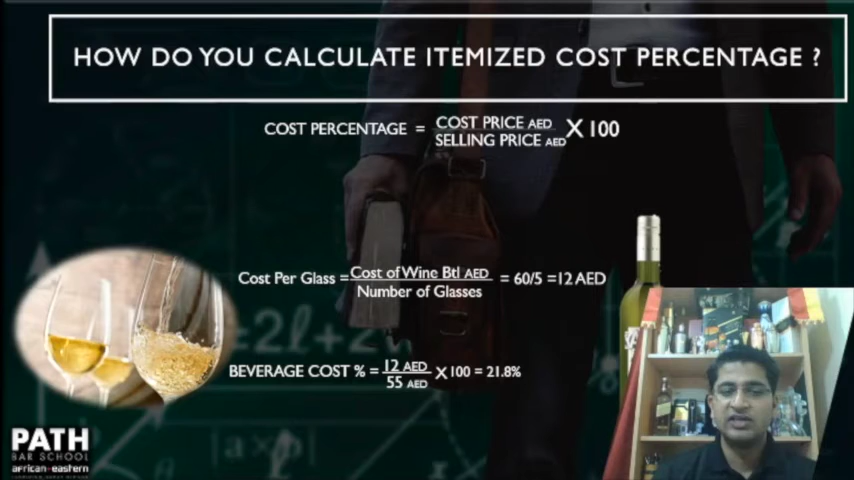 HOW DO YOU CALCULATE ITEMIZED COST PERCENTAGE ?
COST PERCENTAGE = COST PRICE AED / SELLING PRICE AED X 100
Cost Per Glass = Cost of Wine Btl AED / Number of Glasses = 60/5 =12 AED
BEVERAGE COST % = 12 AED / 55 AED X 100 = 21.8%
PATH
BAR SCHOOL
african+eastern